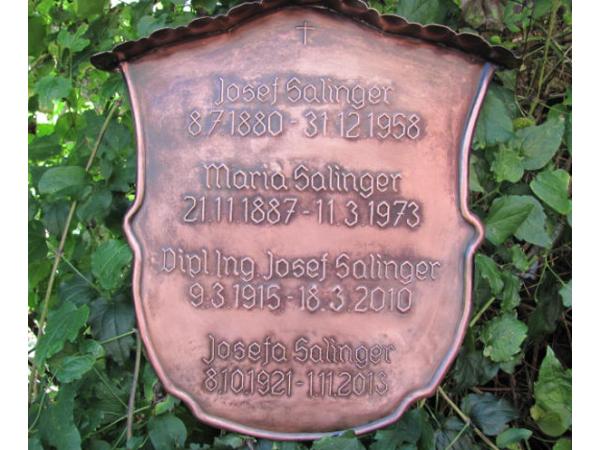 Josef Salinger
8.7.1880 - 31.12.1958
Maria Salinger
21.11.1887 - 11.3.1973
Dipl. Ing. Josef Salinger
9.3.1915 - 18.3.2010
Josefa Salinger
8.10.1921 - 1.11.2013